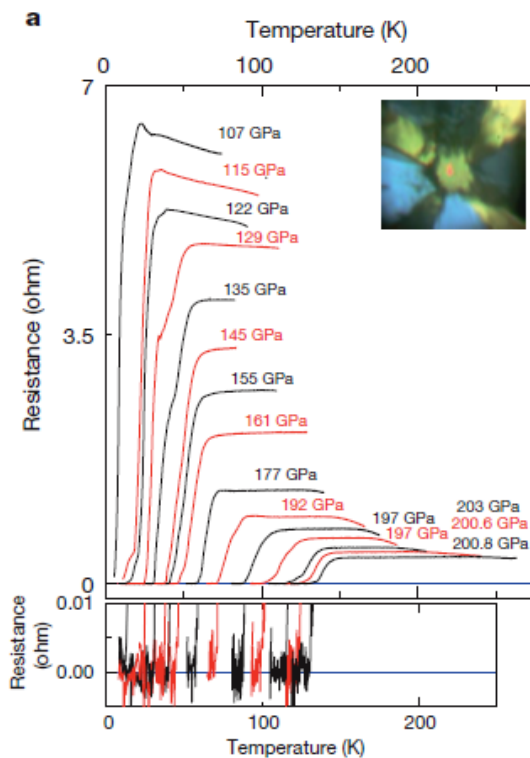 a
Temperature (K)
0 100 200
7
107 GPa
115 GPa
122 GPa
129 GPa
135 GPa
3.5
145 GPa
155 GPa
161 GPa
177 GPa
192 GPa
203 GPa
197 GPa
200.6 GPa
197 GPa
200.8 GPa
0
Resistance (ohm)
0.01
0.00
Resistance
(ohm)
0 100 200
Temperature (K)